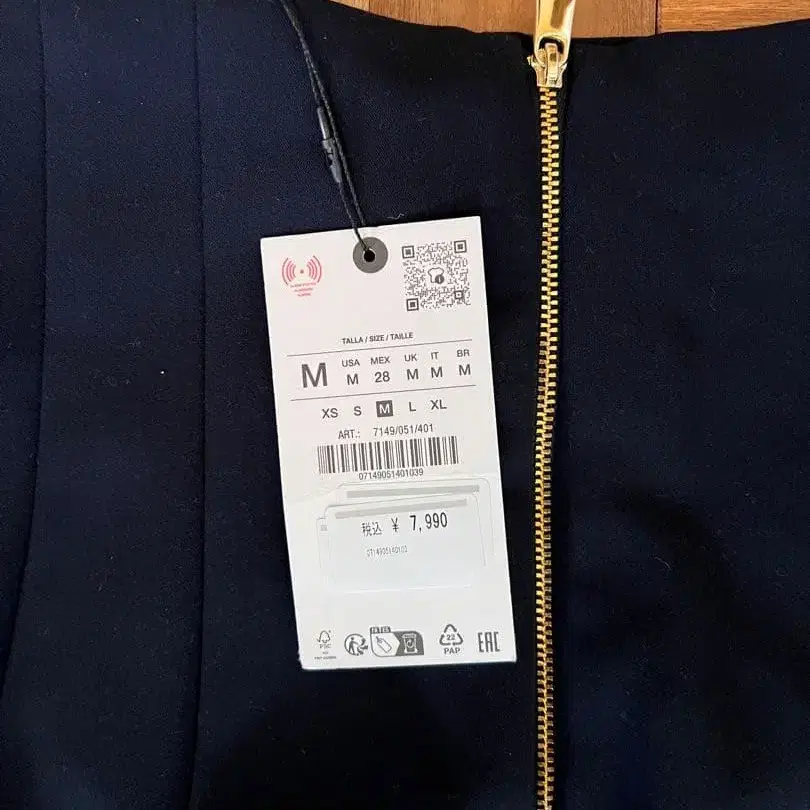 TALLA / SIZE / TAILLE
M USA M MEX 28 UK M IT M BR M
XS S M L XL
ART.: 7149/051/401
07149051401039
税込 ¥ 7,990
FSC
22
PAP
EAC